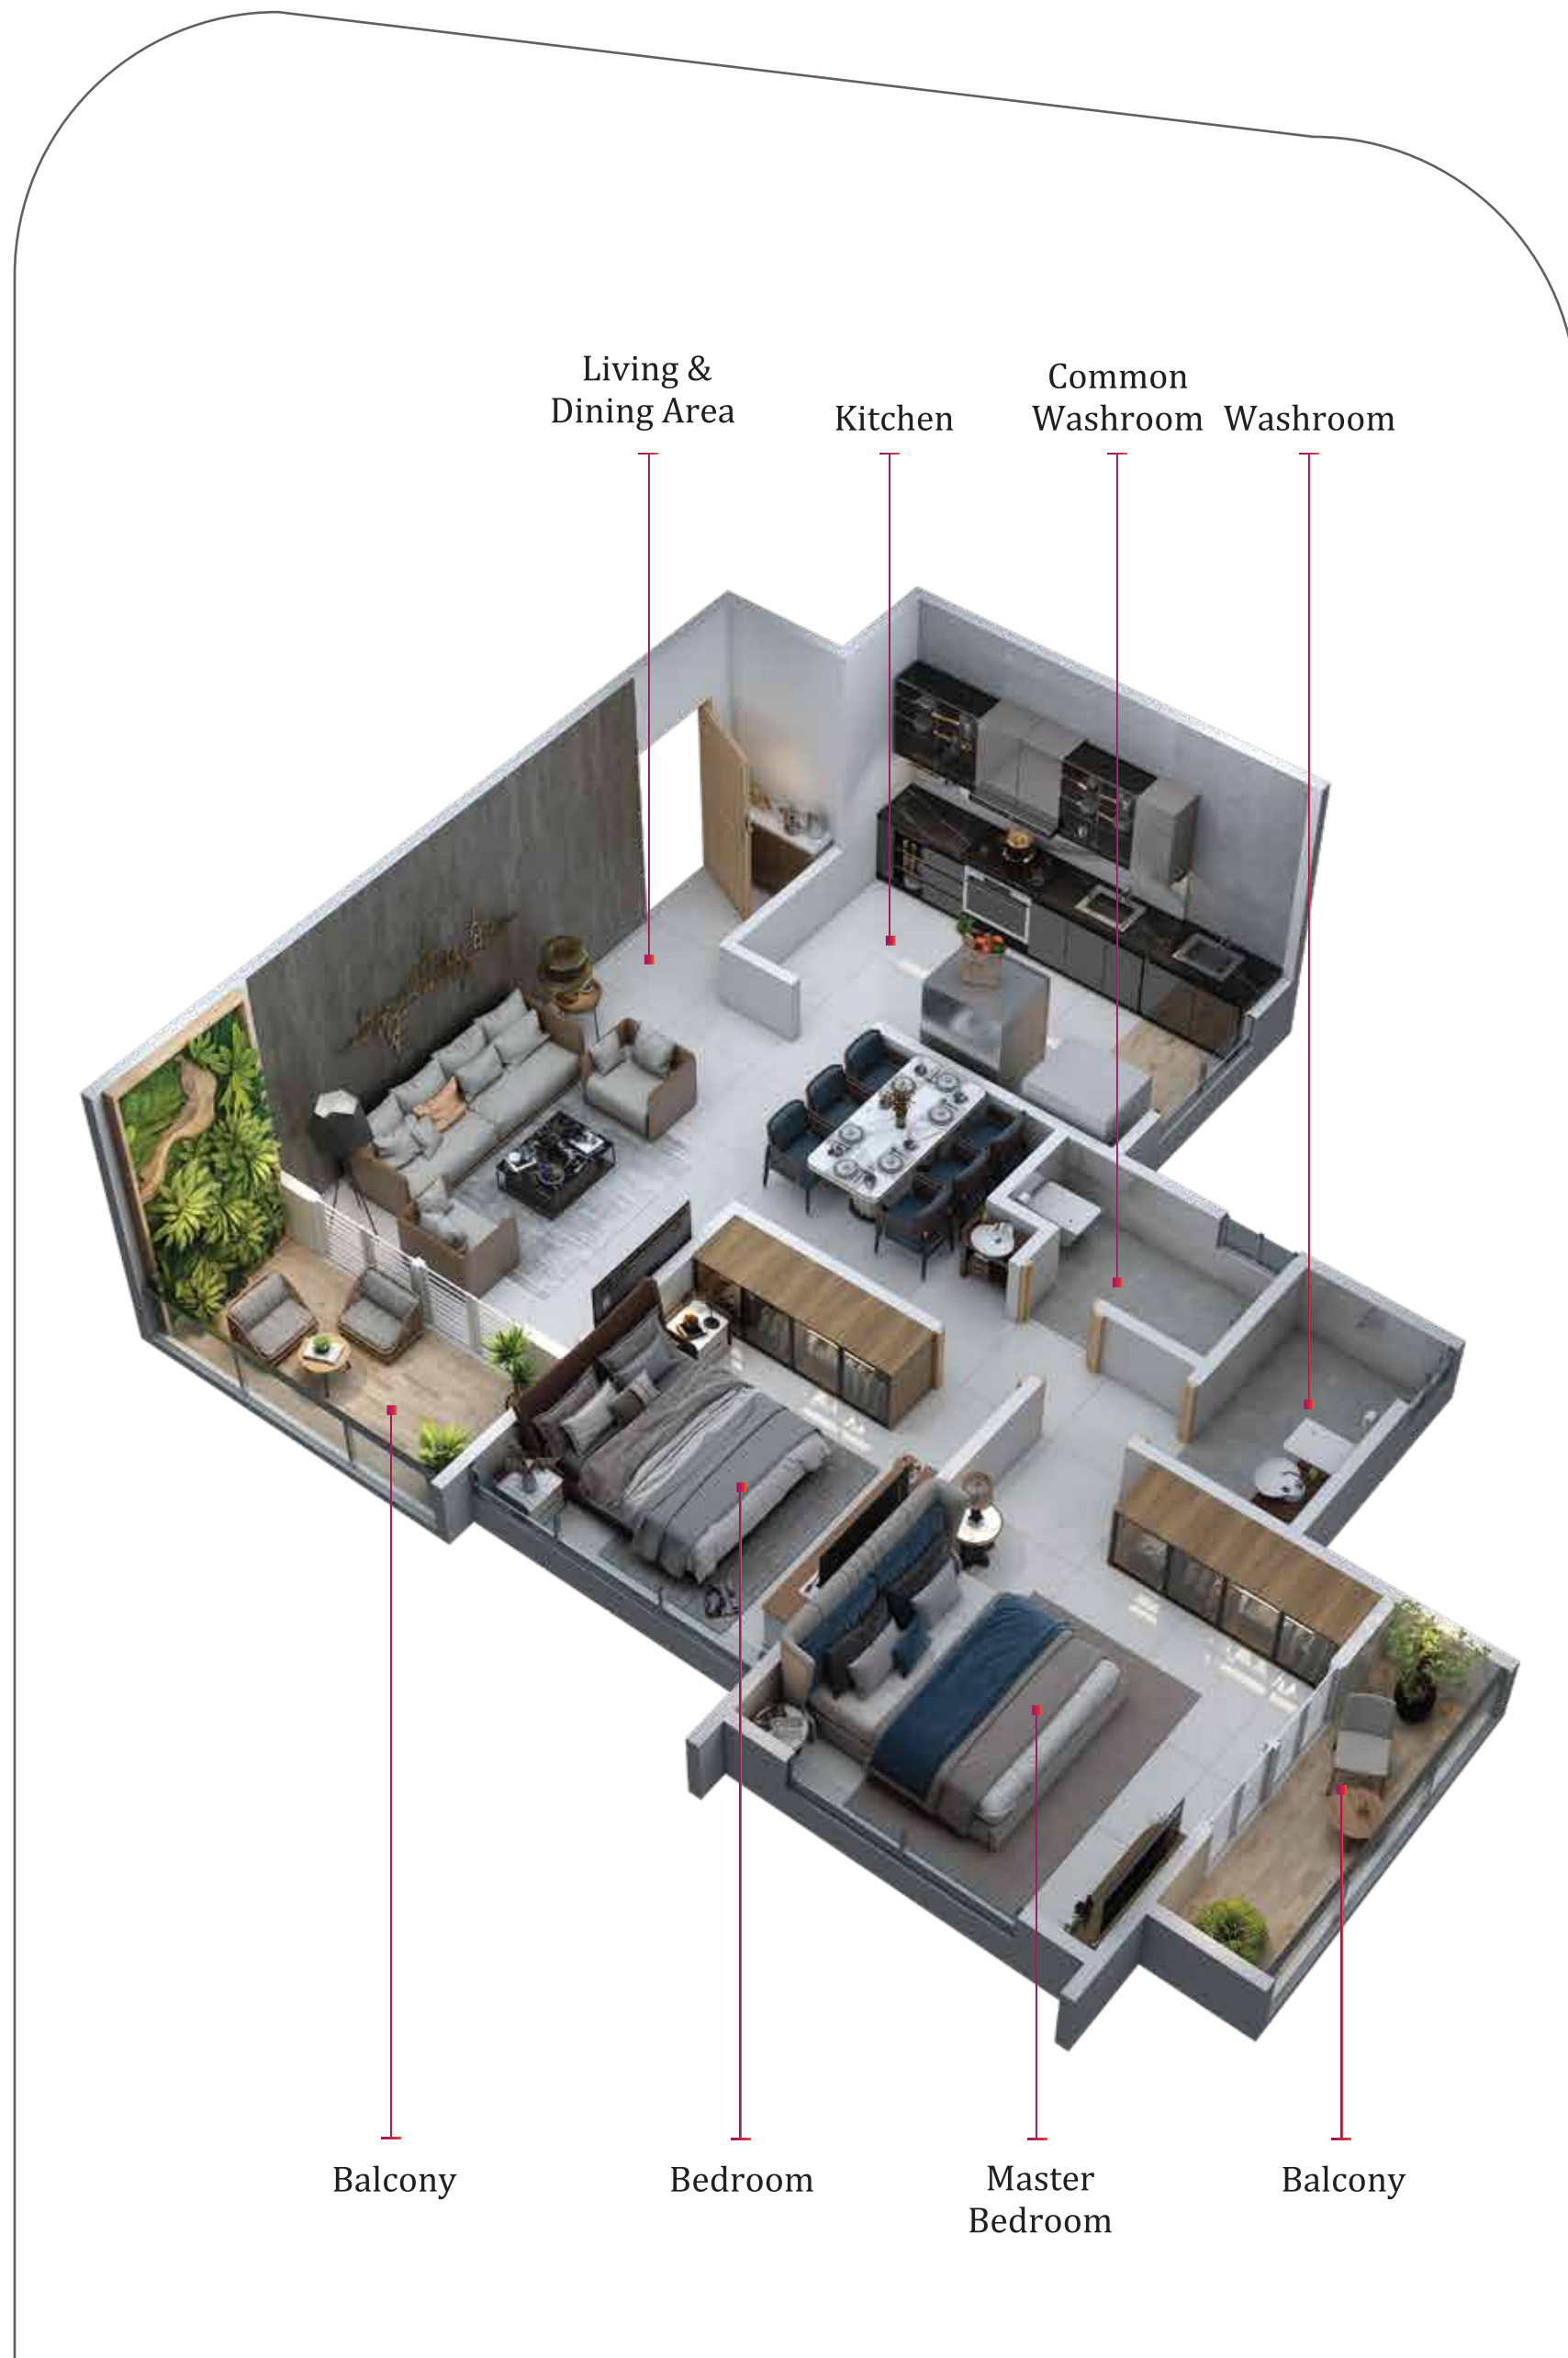 Living &
Dining Area
Kitchen
Common
Washroom
Washroom
Balcony
Bedroom
Master
Bedroom
Balcony